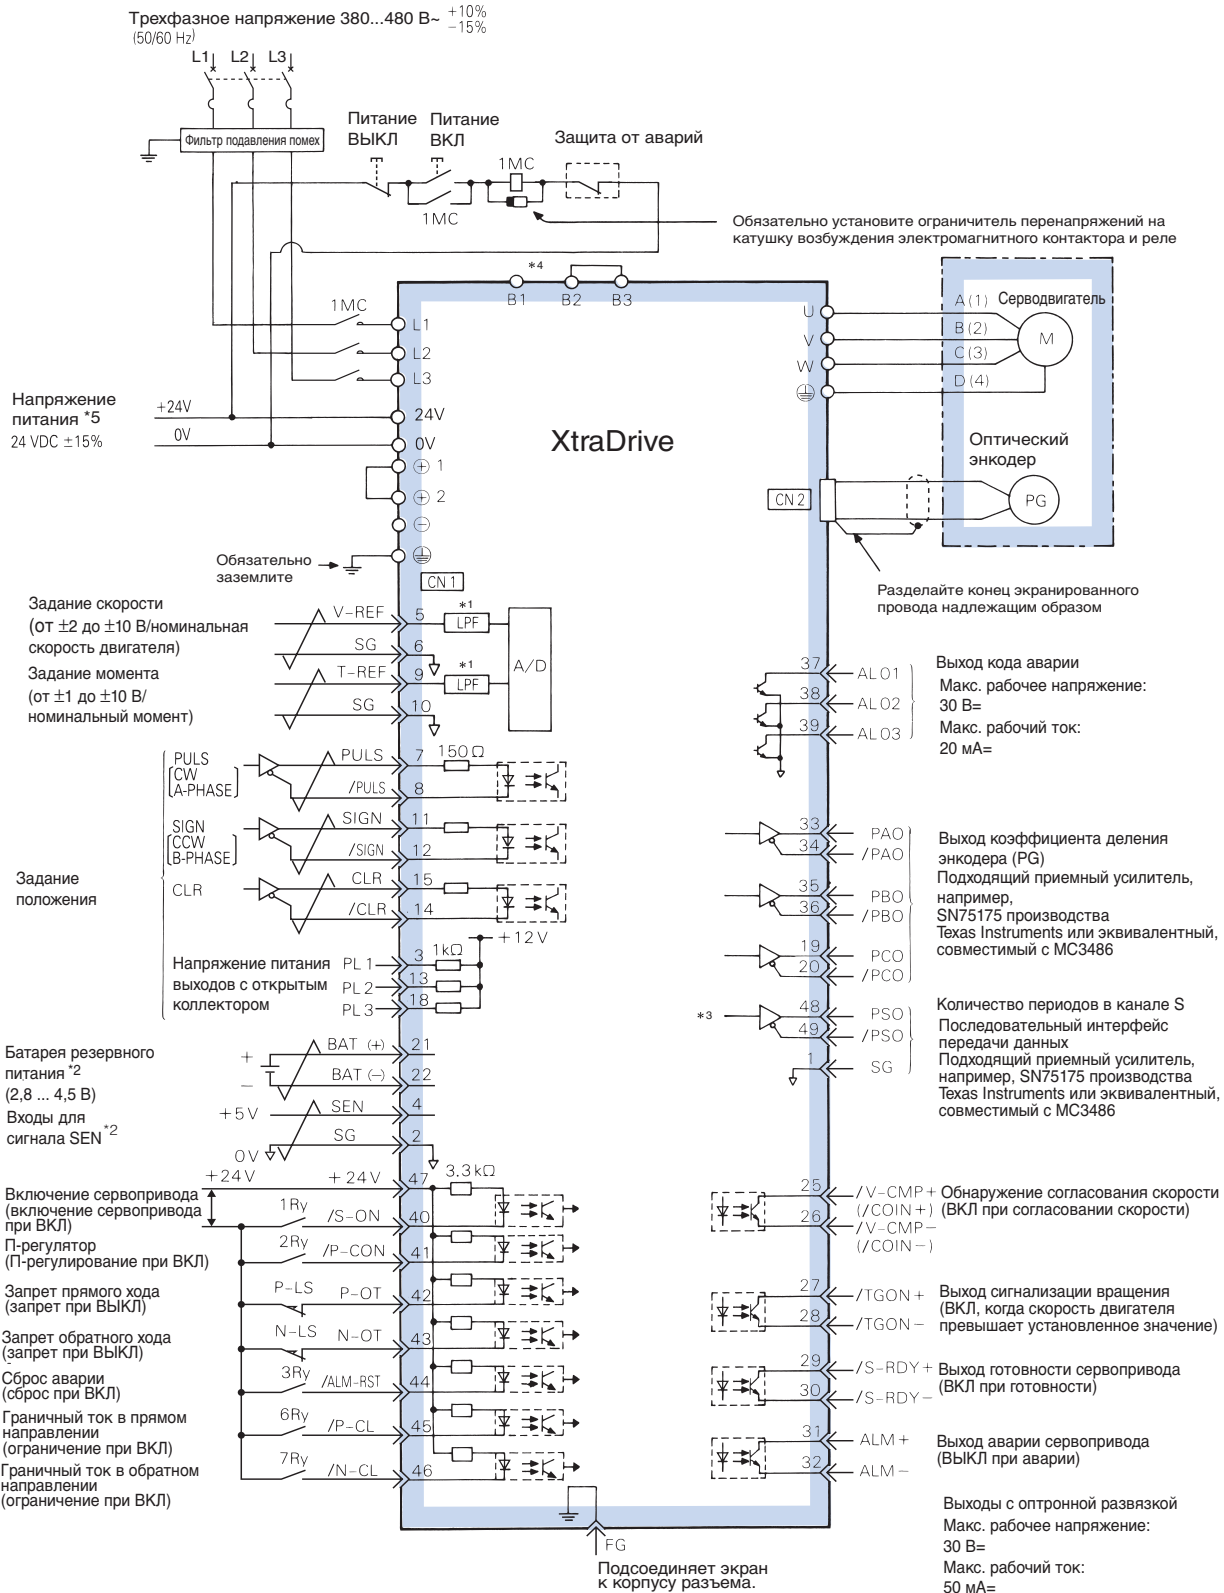 Трехфазное напряжение 380...480 В~ +10% −15%
(50/60 Hz)
L1 L2 L3
Фильтр подавления помех
Питание ВЫКЛ
Питание ВКЛ
Защита от аварий
1MC
1MC
Обязательно установите ограничитель перенапряжений на
катушку возбуждения электромагнитного контактора и реле
*4
B1 B2 B3
1MC
L1
L2
L3
Напряжение
питания *5
24 VDC ±15%
+24V
0V
24V
0V
⊕ 1
⊕ 2
⊖
Обязательно
заземлите
XtraDrive
U
V
W
A (1)
B (2)
C (3)
D (4)
Серводвигатель
M
Оптический
энкодер
PG
CN 2
Разделайте конец экранированного
провода надлежащим образом
CN 1
Задание скорости
(от ±2 до ±10 В/номинальная
скорость двигателя)
Задание момента
(от ±1 до ±10 В/
номинальный момент)
V-REF 5 *1 LPF
SG 6
T-REF 9 *1 LPF
SG 10
A/D
Задание
положения
PULS
CW
A-PHASE
PULS 7 150Ω
/PULS 8
SIGN
CCW
B-PHASE
SIGN 11
/SIGN 12
CLR
CLR 15
/CLR 14
+12V
Напряжение питания
выходов с открытым
коллектором
PL 1 3 1kΩ
PL 2 13
PL 3 18
Батарея резервного
питания *2
(2,8 ... 4,5 В)
+ BAT (+) 21
− BAT (−) 22
Входы для
сигнала SEN *2
+5V SEN 4
0V SG 2
+24V +24V 47 3.3kΩ
Включение сервопривода
(включение сервопривода
при ВКЛ)
1Ry /S-ON 40
П-регулятор
(П-регулирование при ВКЛ)
2Ry /P-CON 41
Запрет прямого хода
(запрет при ВЫКЛ)
P-LS P-OT 42
Запрет обратного хода
(запрет при ВЫКЛ)
N-LS N-OT 43
Сброс аварии
(сброс при ВКЛ)
3Ry /ALM-RST 44
Граничный ток в прямом
направлении
(ограничение при ВКЛ)
6Ry /P-CL 45
Граничный ток в обратном
направлении
(ограничение при ВКЛ)
7Ry /N-CL 46
37 ALO1
38 ALO2
39 ALO3
Выход кода аварии
Макс. рабочее напряжение:
30 В=
Макс. рабочий ток:
20 мА=
33 PAO
34 /PAO
35 PBO
36 /PBO
19 PCO
20 /PCO
Выход коэффициента деления
энкодера (PG)
Подходящий приемный усилитель,
например,
SN75175 производства
Texas Instruments или эквивалентный,
совместимый с MC3486
*3
48 PSO
49 /PSO
1 SG
Количество периодов в канале S
Последовательный интерфейс
передачи данных
Подходящий приемный усилитель,
например, SN75175 производства
Texas Instruments или эквивалентный,
совместимый с MC3486
25 /V-CMP+
(/COIN+)
26 /V-CMP−
(/COIN−)
Обнаружение согласования скорости
(ВКЛ при согласовании скорости)
27 /TGON+
28 /TGON−
Выход сигнализации вращения
(ВКЛ, когда скорость двигателя
превышает установленное значение)
29 /S-RDY+
30 /S-RDY−
Выход готовности сервопривода
(ВКЛ при готовности)
31 ALM+
32 ALM−
Выход аварии сервопривода
(ВЫКЛ при аварии)
Выходы с оптронной развязкой
Макс. рабочее напряжение:
30 В=
Макс. рабочий ток:
50 мА=
FG
Подсоединяет экран
к корпусу разъема.